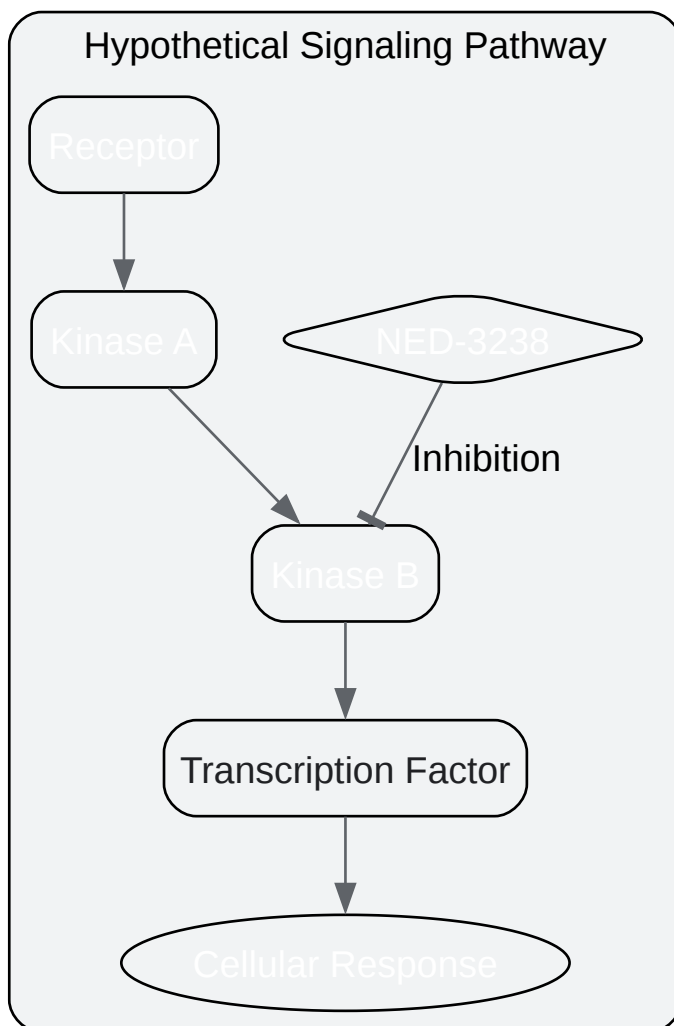 Hypothetical Signaling Pathway
Receptor
Kinase A
NED-3238
Inhibition
Kinase B
Transcription Factor
Cellular Response